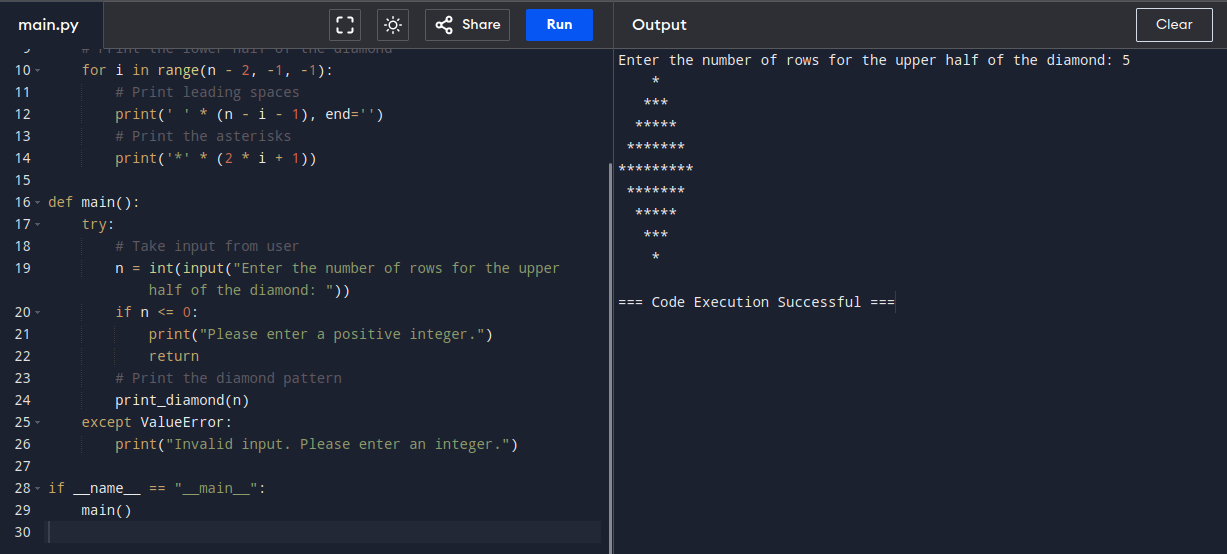 main.py
Share
Run
Output
Clear
9 # Print the lower half of the diamond
10 for i in range(n - 2, -1, -1):
11 # Print leading spaces
12 print(' ' * (n - i - 1), end='')
13 # Print the asterisks
14 print('*' * (2 * i + 1))
15
16 def main():
17 try:
18 # Take input from user
19 n = int(input("Enter the number of rows for the upper
half of the diamond: "))
20 if n <= 0:
21 print("Please enter a positive integer.")
22 return
23 # Print the diamond pattern
24 print_diamond(n)
25 except ValueError:
26 print("Invalid input. Please enter an integer.")
27
28 if __name__ == "__main__":
29 main()
30
Enter the number of rows for the upper half of the diamond: 5
    *
   ***
  *****
 *******
*********
 *******
  *****
   ***
    *
=== Code Execution Successful ===